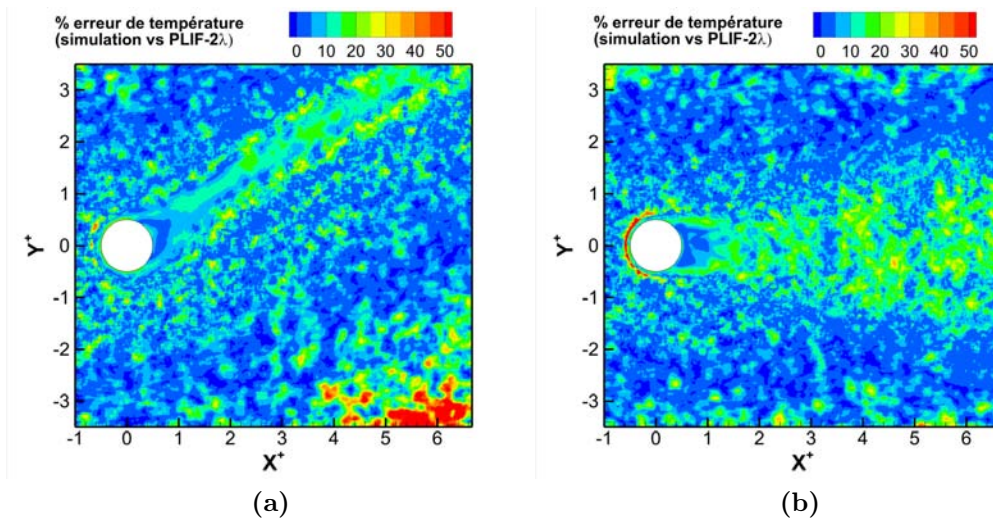 % erreur de température
(simulation vs PLIF-2λ)
0 10 20 30 40 50
3
2
1
0
-1
-2
-3
Y+
-1 0 1 2 3 4 5 6
X+
(a)
% erreur de température
(simulation vs PLIF-2λ)
0 10 20 30 40 50
3
2
1
0
-1
-2
-3
Y+
-1 0 1 2 3 4 5 6
X+
(b)